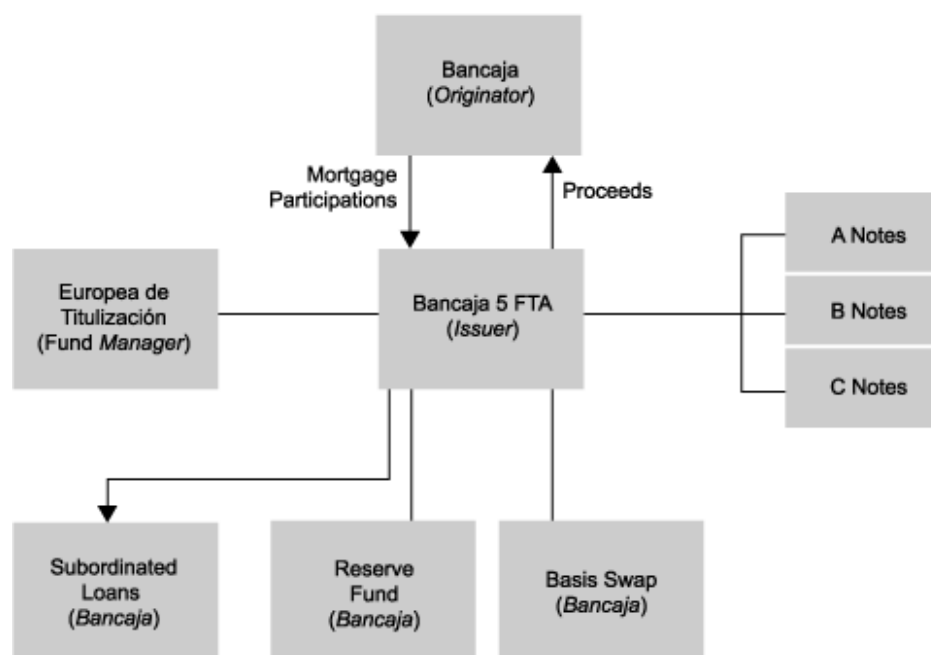 Bancaja
(Originator)
Mortgage
Participations
Proceeds
Europea de
Titulización
(Fund Manager)
Bancaja 5 FTA
(Issuer)
A Notes
B Notes
C Notes
Subordinated
Loans
(Bancaja)
Reserve
Fund
(Bancaja)
Basis Swap
(Bancaja)